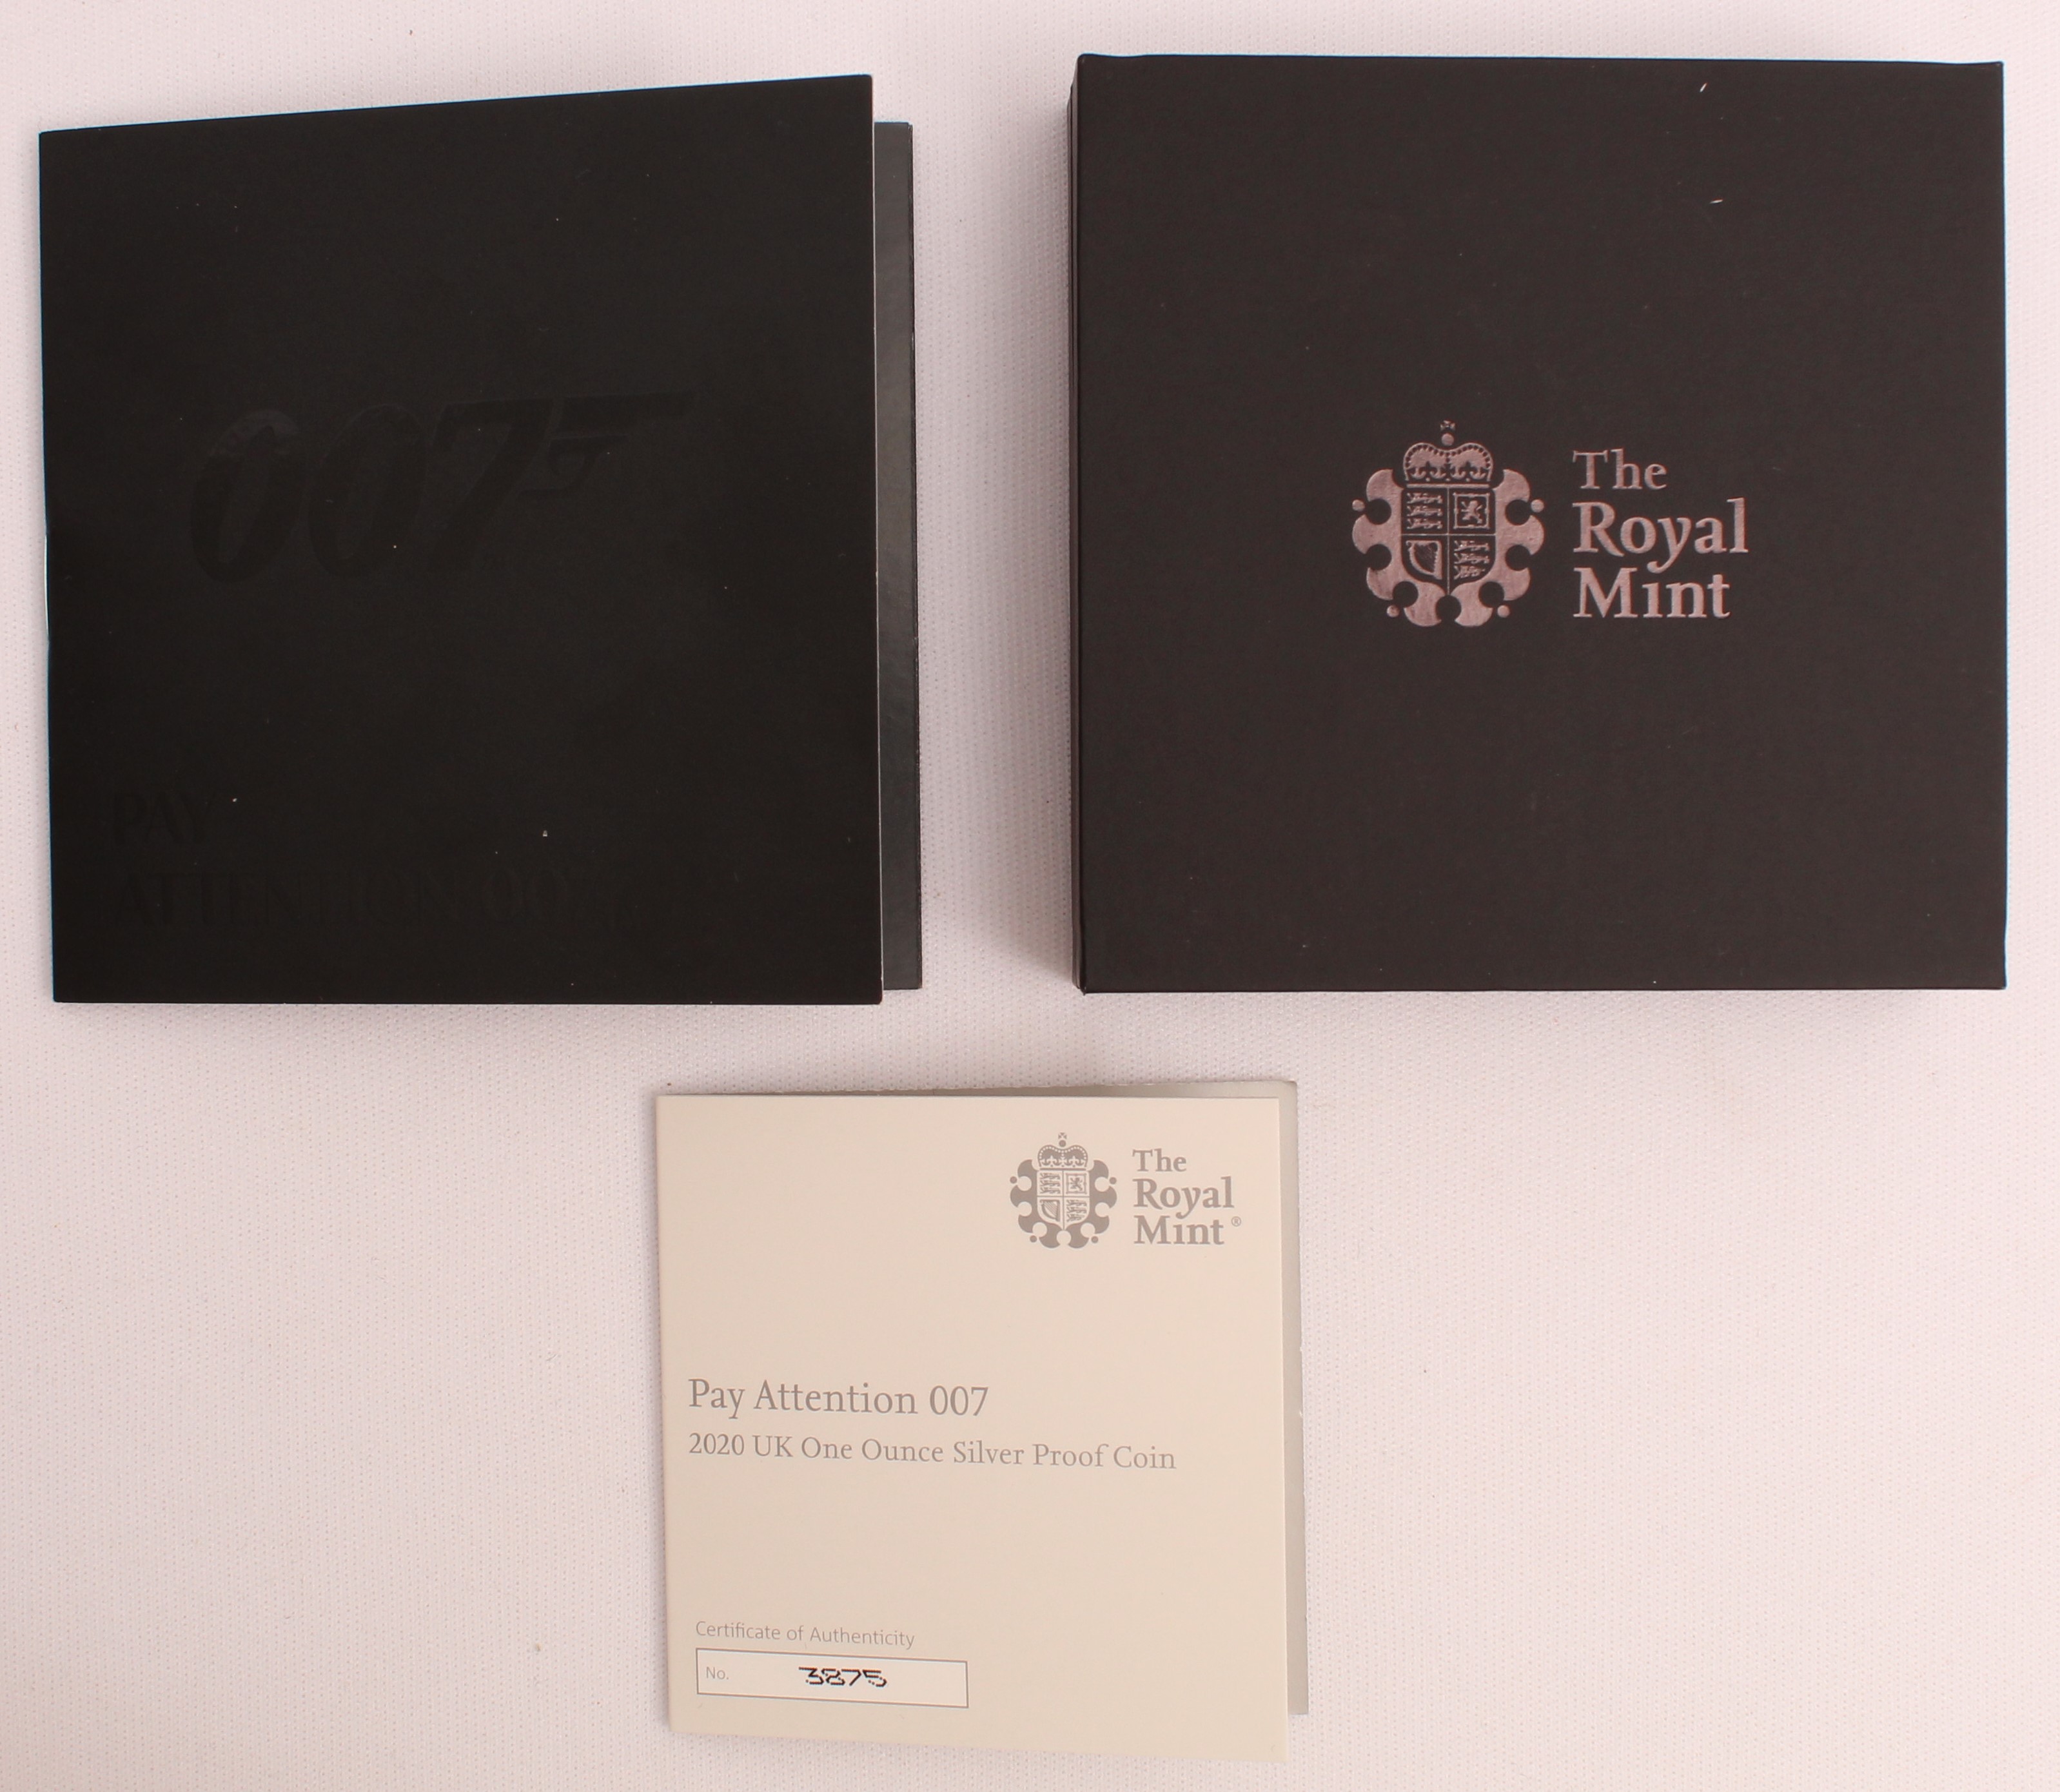 007
PAY
ATTENTION 007
The
Royal
Mint
The
Royal
Mint®
Pay Attention 007
2020 UK One Ounce Silver Proof Coin
Certificate of Authenticity
No. 3875